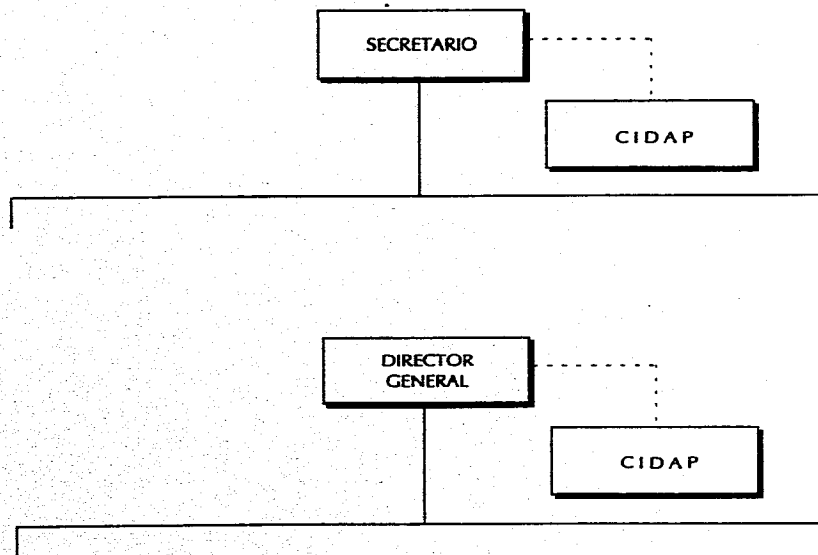 SECRETARIO
CIDAP
DIRECTOR
GENERAL
CIDAP